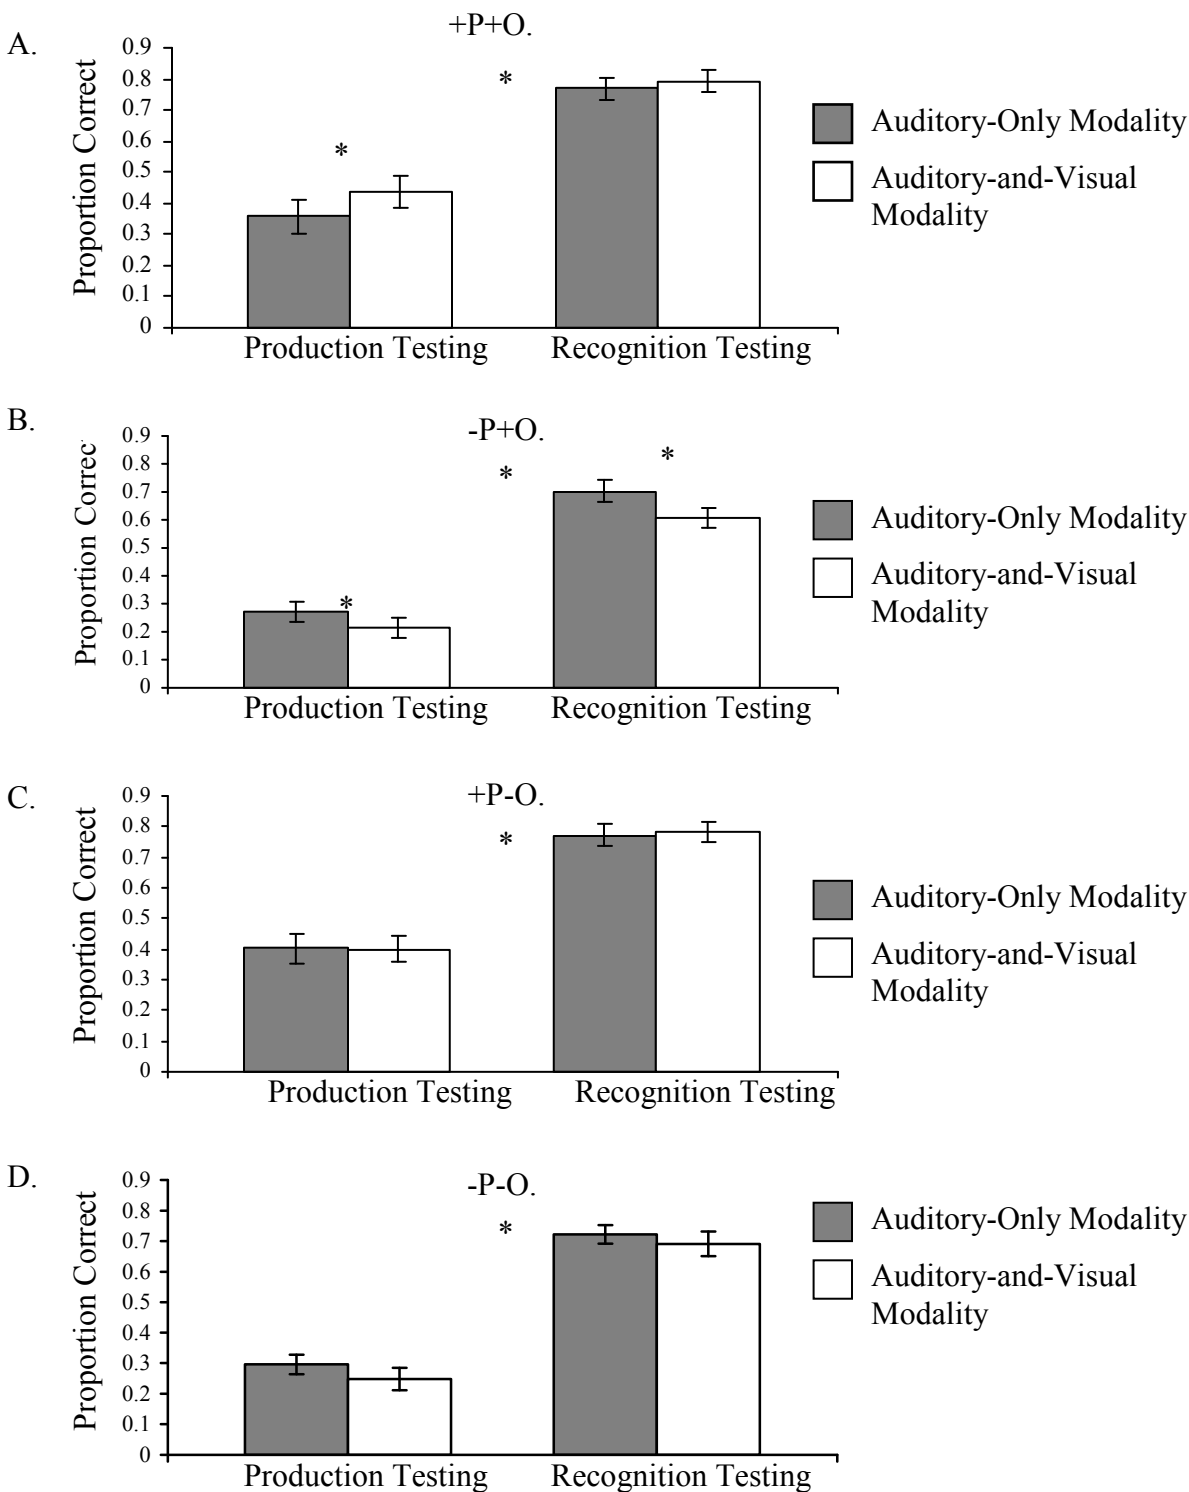 A.
+P+O.
Proportion Correct
0.9
0.8
0.7
0.6
0.5
0.4
0.3
0.2
0.1
0
*
*
Production Testing
Recognition Testing
Auditory-Only Modality
Auditory-and-Visual
Modality
B.
-P+O.
Proportion Correc
0.9
0.8
0.7
0.6
0.5
0.4
0.3
0.2
0.1
0
*
*
*
Production Testing
Recognition Testing
Auditory-Only Modality
Auditory-and-Visual
Modality
C.
+P-O.
Proportion Correct
0.9
0.8
0.7
0.6
0.5
0.4
0.3
0.2
0.1
0
*
Production Testing
Recognition Testing
Auditory-Only Modality
Auditory-and-Visual
Modality
D.
-P-O.
Proportion Correct
0.9
0.8
0.7
0.6
0.5
0.4
0.3
0.2
0.1
0
*
Production Testing
Recognition Testing
Auditory-Only Modality
Auditory-and-Visual
Modality